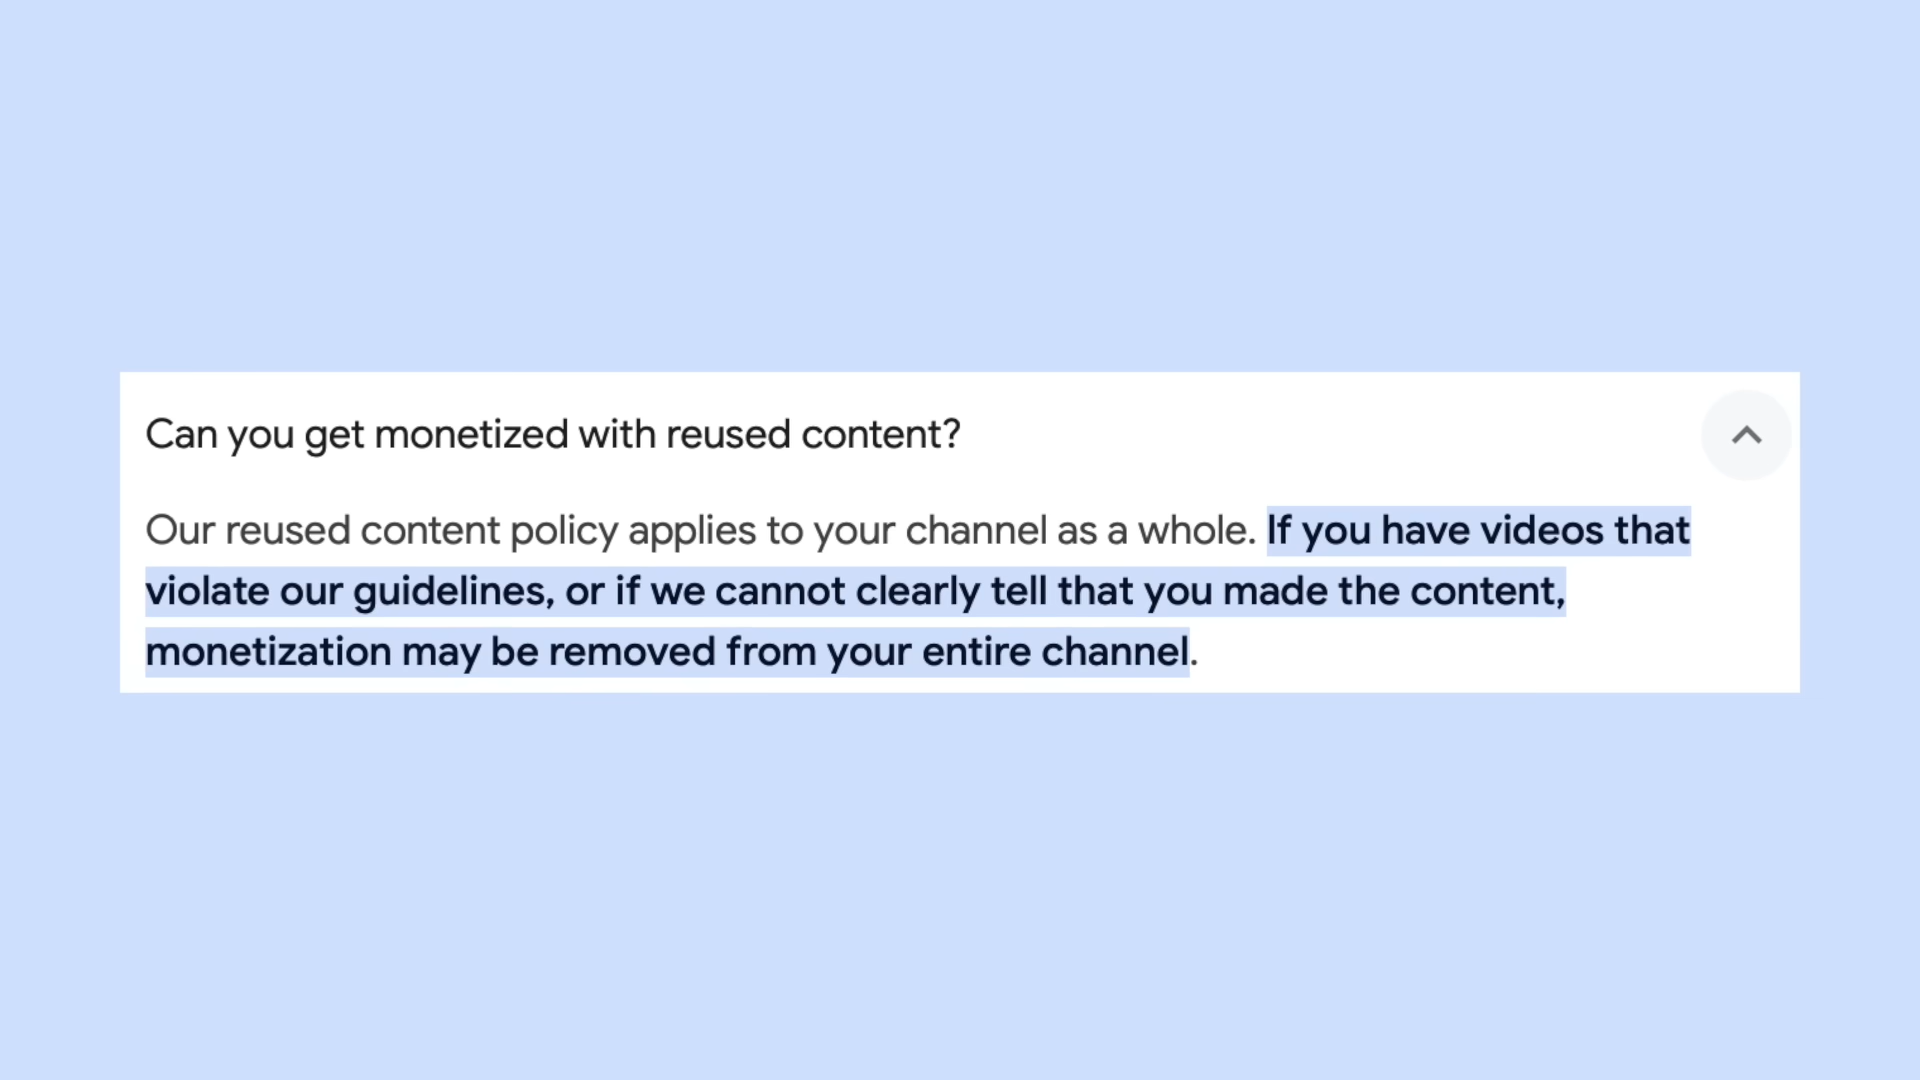 Can you get monetized with reused content?
Our reused content policy applies to your channel as a whole. If you have videos that
violate our guidelines, or if we cannot clearly tell that you made the content,
monetization may be removed from your entire channel.